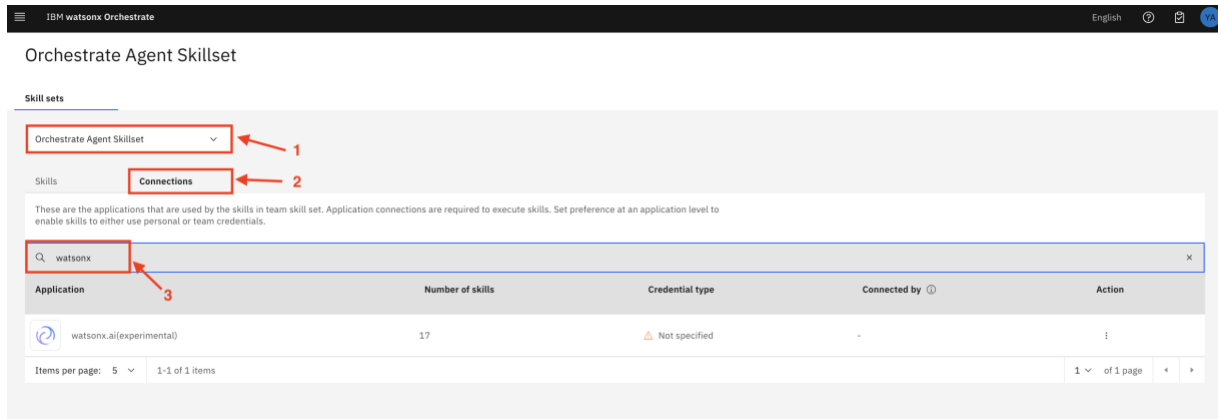 IBM watsonx Orchestrate English YA
Orchestrate Agent Skillset
Skill sets
Orchestrate Agent Skillset
1
Skills Connections 2
These are the applications that are used by the skills in team skill set. Application connections are required to execute skills. Set preference at an application level to
enable skills to either use personal or team credentials.
watsonx
3
Application Number of skills Credential type Connected by Action
watsonx.ai(experimental) 17 Not specified -
Items per page: 5 1-1 of 1 items 1 of 1 page